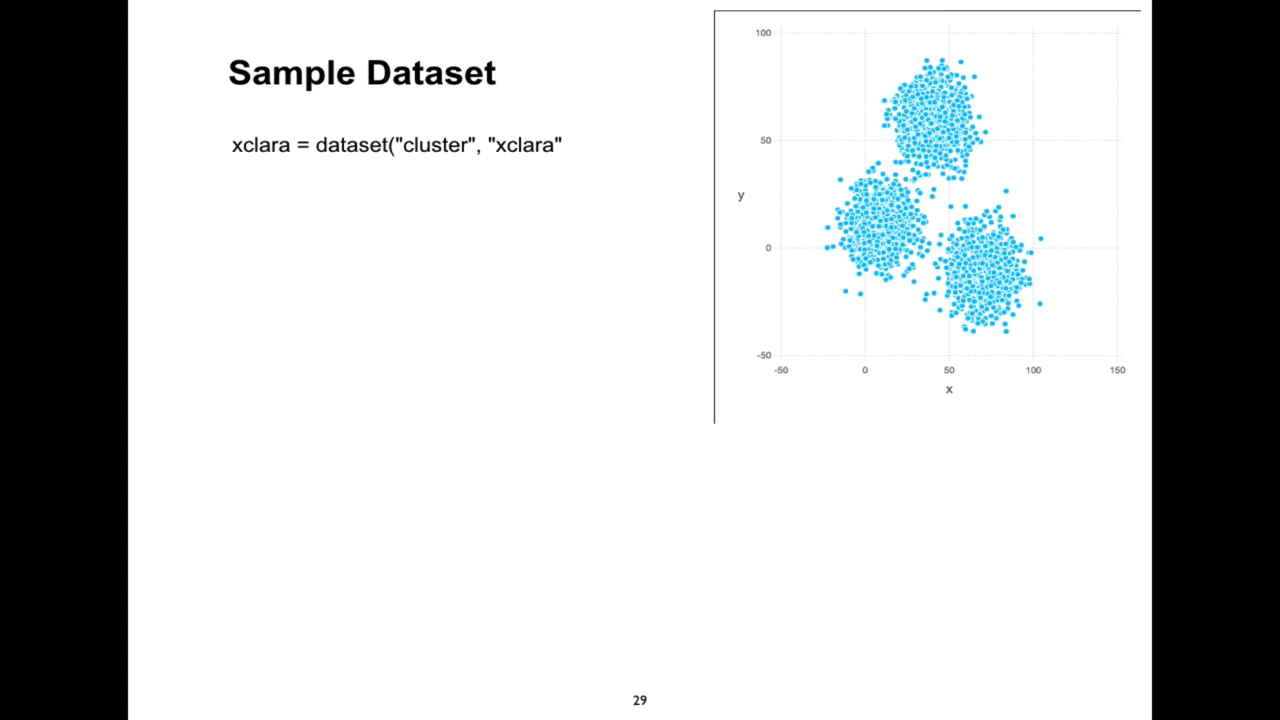 Sample Dataset
xclara = dataset("cluster", "xclara"
100
50
y
0
-50
-50 0 50 100 150
x
29